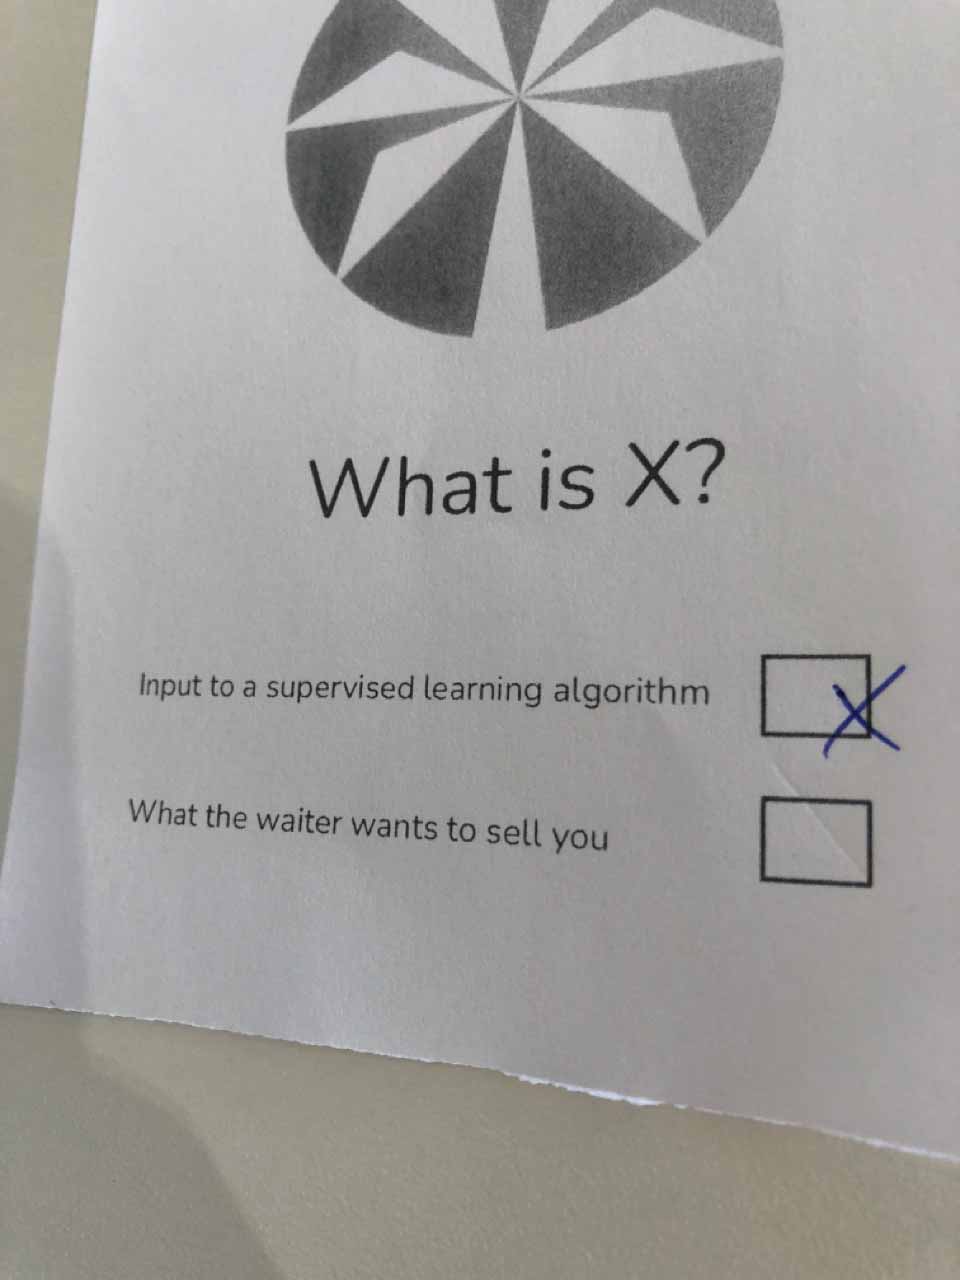 What is X?
Input to a supervised learning algorithm
What the waiter wants to sell you